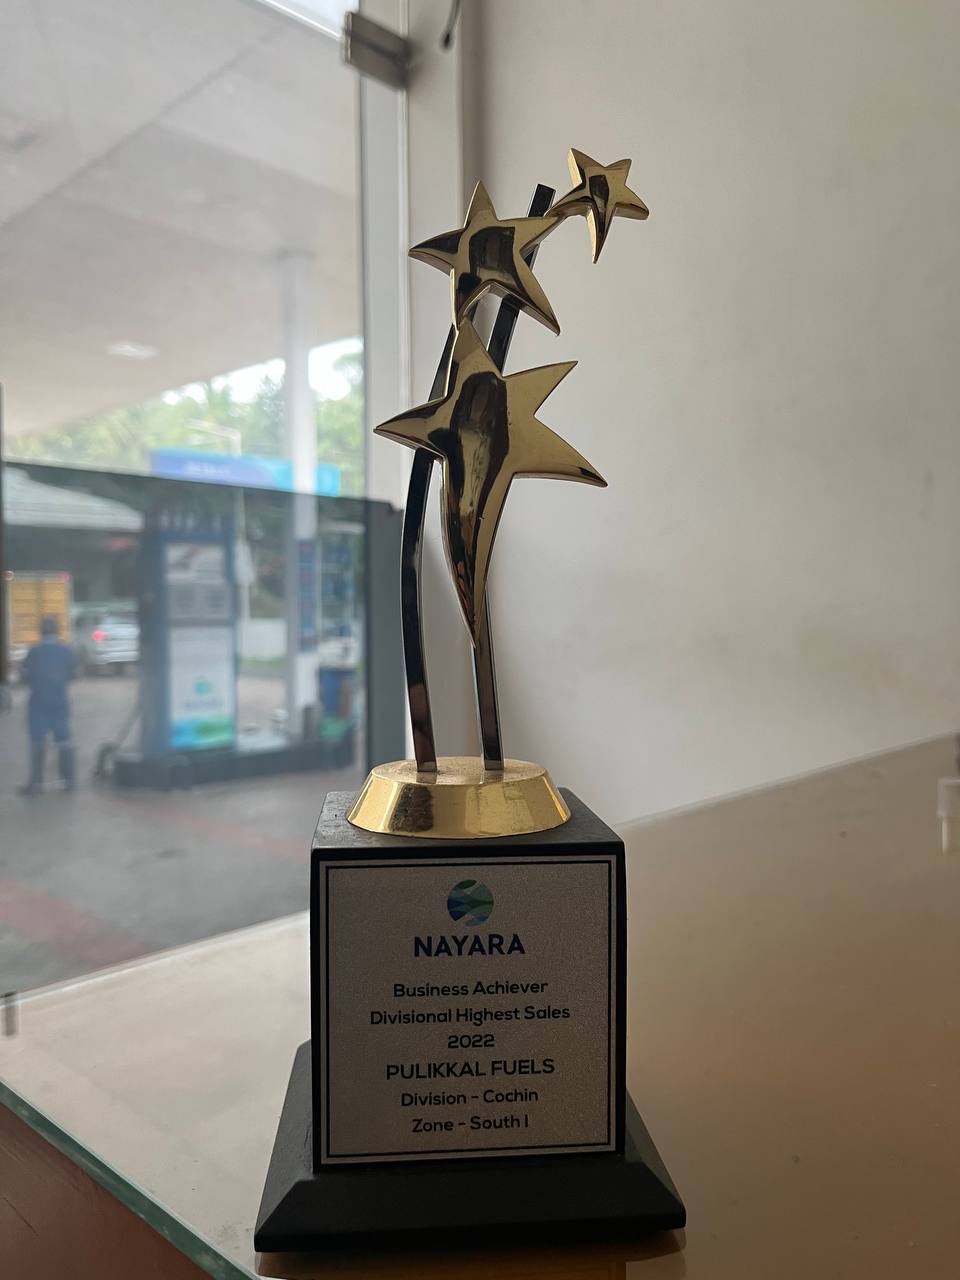 NAYARA
Business Achiever
Divisional Highest Sales
2022
PULIKKAL FUELS
Division - Cochin
Zone - South I